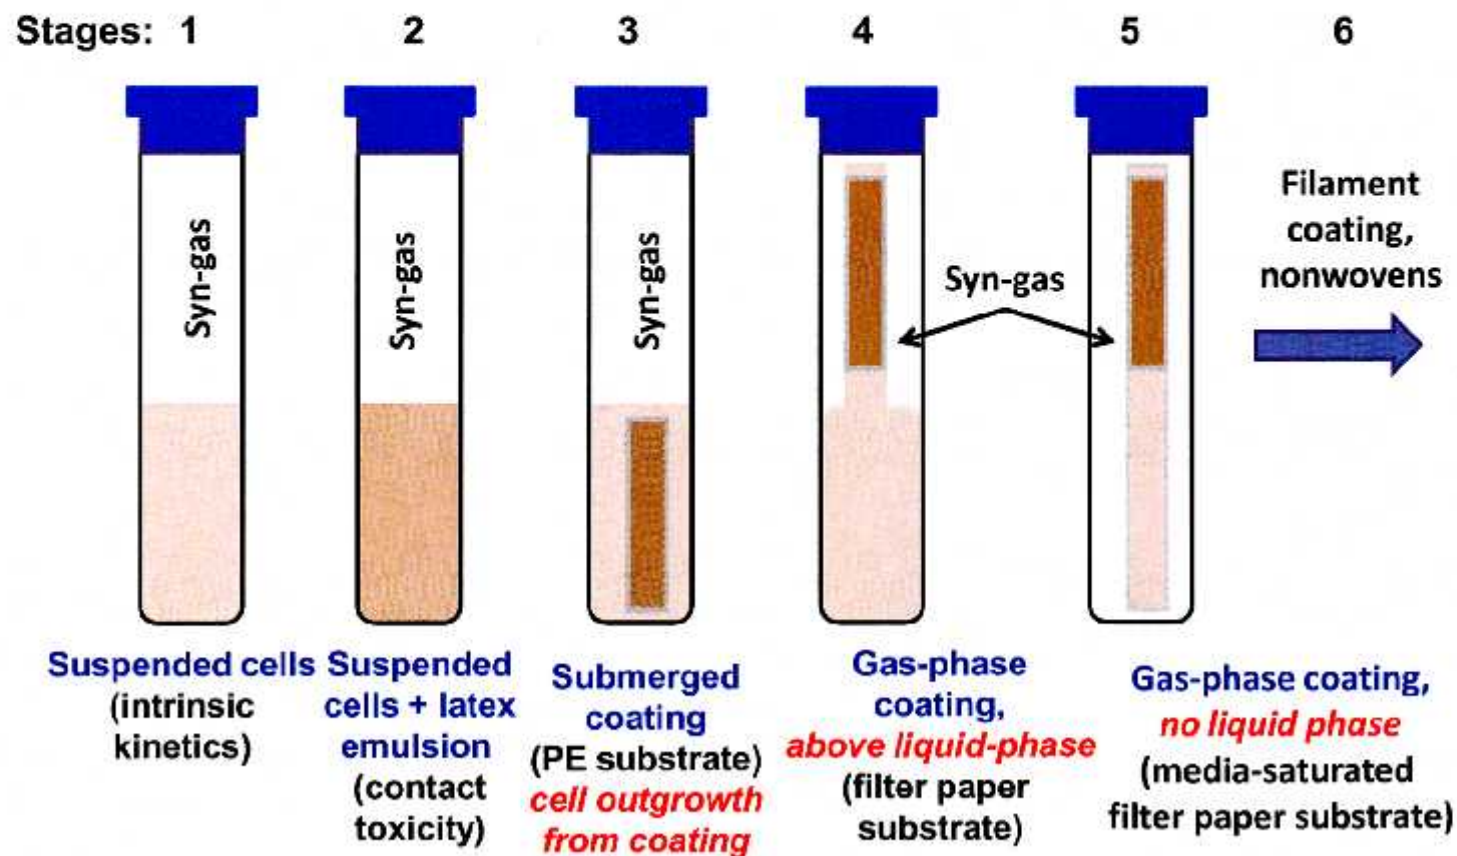 Stages: 1 2 3 4 5 6
Syn-gas
Syn-gas
Syn-gas
Syn-gas
Filament
coating,
nonwovens
Suspended cells
(intrinsic
kinetics)
Suspended
cells + latex
emulsion
(contact
toxicity)
Submerged
coating
(PE substrate)
cell outgrowth
from coating
Gas-phase
coating,
above liquid-phase
(filter paper
substrate)
Gas-phase coating,
no liquid phase
(media-saturated
filter paper substrate)